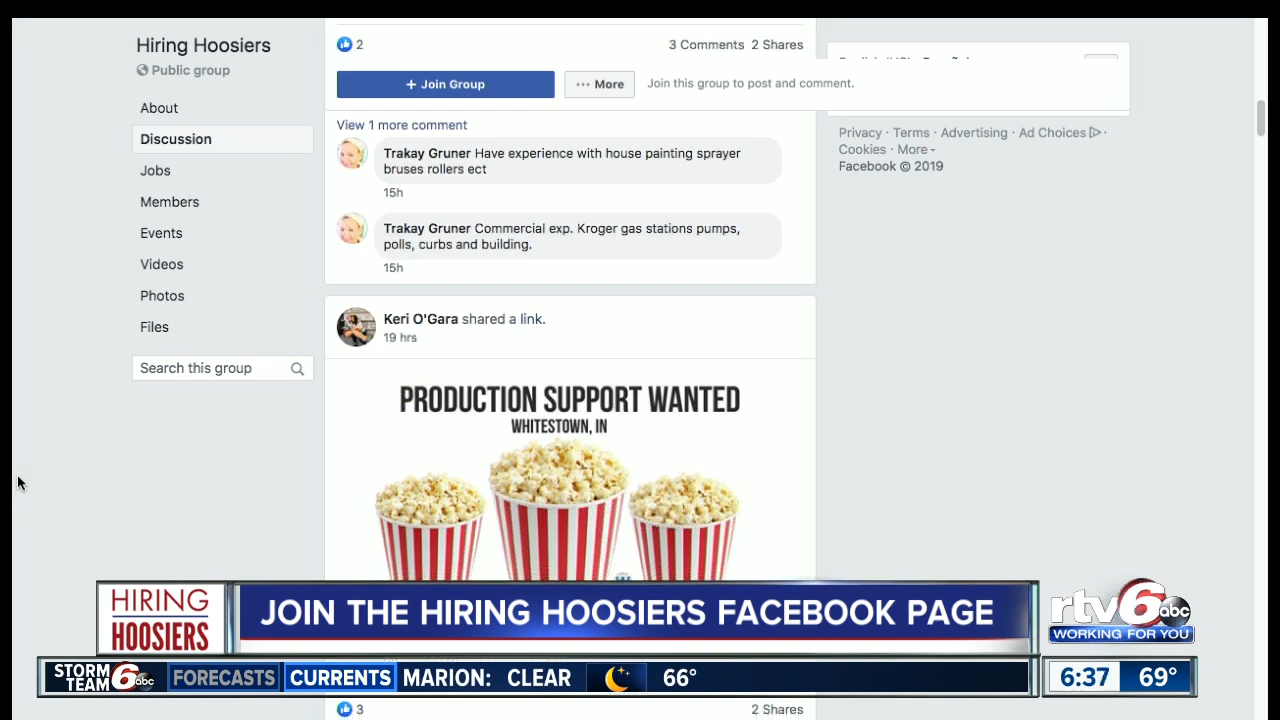 Hiring Hoosiers
Public group
About
Discussion
Jobs
Members
Events
Videos
Photos
Files
Search this group
2
3 Comments 2 Shares
+ Join Group
··· More
Join this group to post and comment.
View 1 more comment
Trakay Gruner Have experience with house painting sprayer
bruses rollers ect
15h
Trakay Gruner Commercial exp. Kroger gas stations pumps,
polls, curbs and building.
15h
Keri O'Gara shared a link.
19 hrs
PRODUCTION SUPPORT WANTED
WHITESTOWN, IN
Privacy · Terms · Advertising · Ad Choices ·
Cookies · More
Facebook © 2019
HIRING
HOOSIERS
JOIN THE HIRING HOOSIERS FACEBOOK PAGE
rtv6 abc
WORKING FOR YOU
STORM
TEAM 6 abc
FORECASTS
CURRENTS
MARION: CLEAR 66°
6:37 69°
3
2 Shares